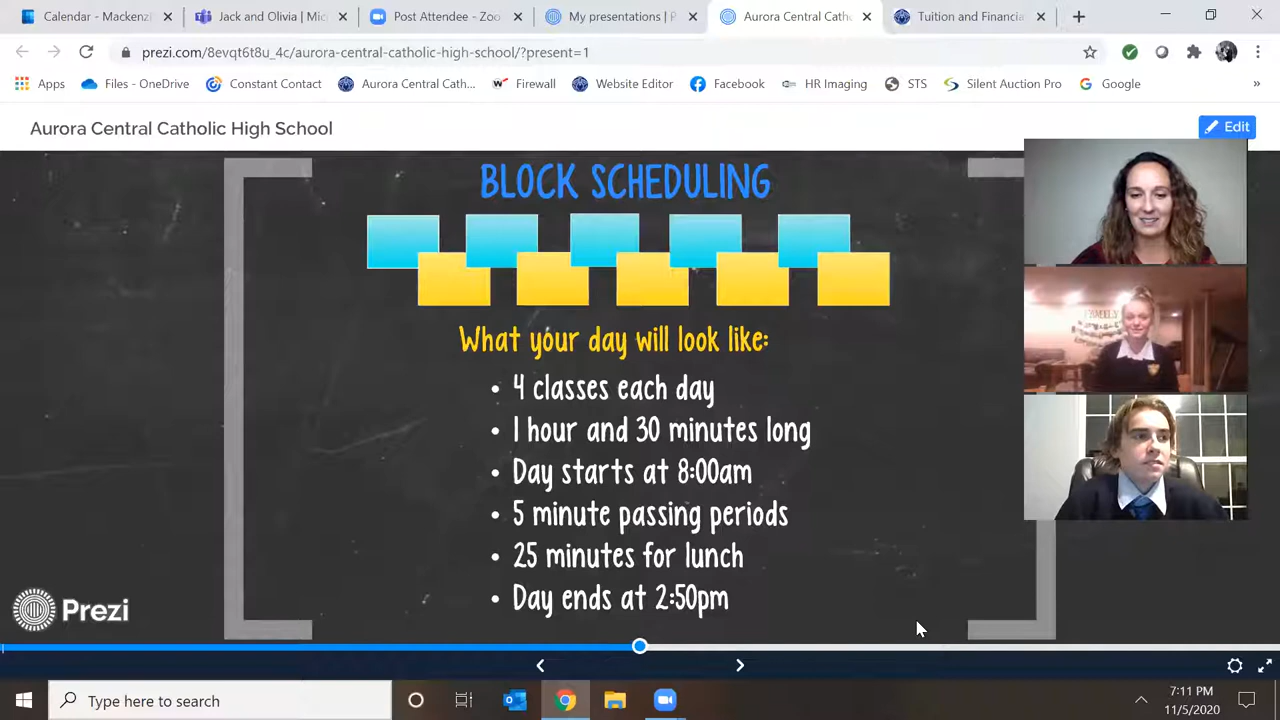 Calendar - Mackenzi
Jack and Olivia | Mic
Post Attendee - Zoo
My presentations | P
Aurora Central Catho
Tuition and Financia
prezi.com/8evqt6t8u_4c/aurora-central-catholic-high-school/?present=1
Apps
Files - OneDrive
Constant Contact
Aurora Central Cath...
Firewall
Website Editor
Facebook
HR Imaging
STS
Silent Auction Pro
Google
»
Aurora Central Catholic High School
Edit
BLOCK SCHEDULING
What your day will look like:
• 4 classes each day
• 1 hour and 30 minutes long
• Day starts at 8:00am
• 5 minute passing periods
• 25 minutes for lunch
• Day ends at 2:50pm
FAMILY
Prezi
Type here to search
7:11 PM
11/5/2020